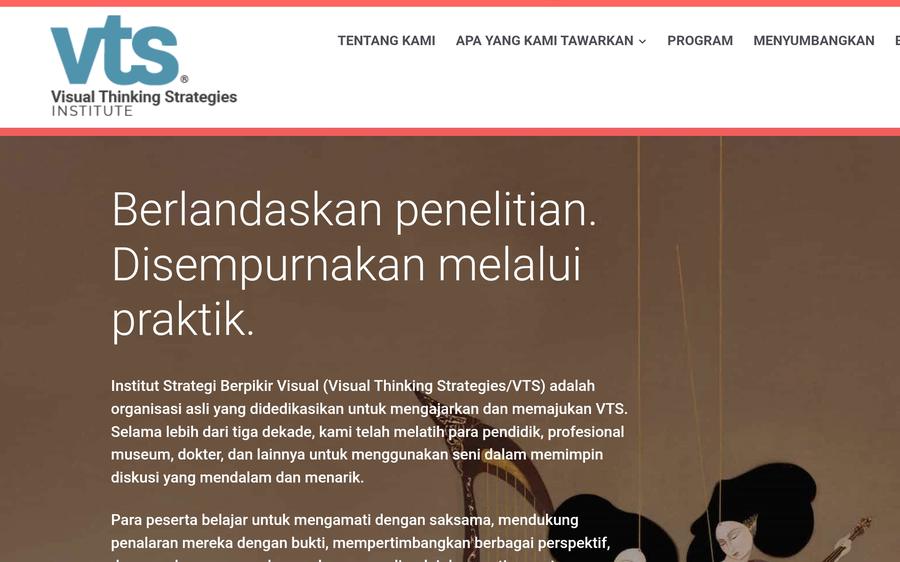 vts®
Visual Thinking Strategies
INSTITUTE
TENTANG KAMI
APA YANG KAMI TAWARKAN
PROGRAM
MENYUMBANGKAN
Berlandaskan penelitian.
Disempurnakan melalui
praktik.
Institut Strategi Berpikir Visual (Visual Thinking Strategies/VTS) adalah
organisasi asli yang didedikasikan untuk mengajarkan dan memajukan VTS.
Selama lebih dari tiga dekade, kami telah melatih para pendidik, profesional
museum, dokter, dan lainnya untuk menggunakan seni dalam memimpin
diskusi yang mendalam dan menarik.
Para peserta belajar untuk mengamati dengan saksama, mendukung
penalaran mereka dengan bukti, mempertimbangkan berbagai perspektif,